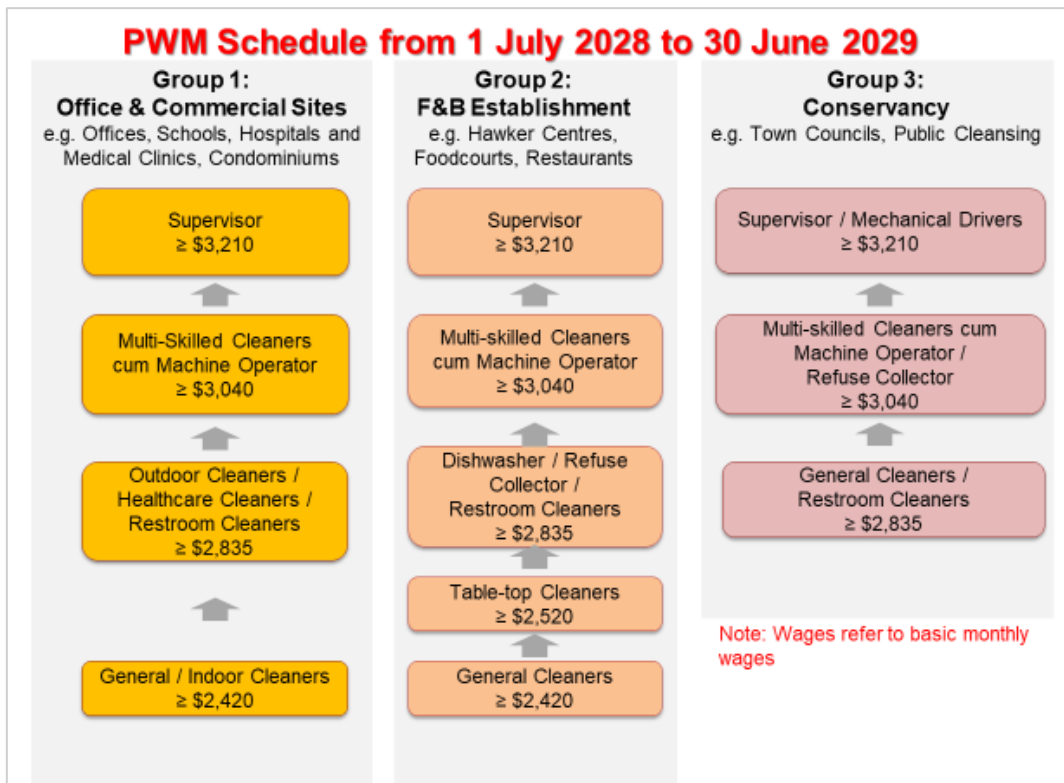 PWM Schedule from 1 July 2028 to 30 June 2029
Group 1:
Office & Commercial Sites
e.g. Offices, Schools, Hospitals and
Medical Clinics, Condominiums
Supervisor
≥ $3,210
Multi-Skilled Cleaners
cum Machine Operator
≥ $3,040
Outdoor Cleaners /
Healthcare Cleaners /
Restroom Cleaners
≥ $2,835
General / Indoor Cleaners
≥ $2,420
Group 2:
F&B Establishment
e.g. Hawker Centres,
Foodcourts, Restaurants
Supervisor
≥ $3,210
Multi-skilled Cleaners
cum Machine Operator
≥ $3,040
Dishwasher / Refuse
Collector /
Restroom Cleaners
≥ $2,835
Table-top Cleaners
≥ $2,520
General Cleaners
≥ $2,420
Group 3:
Conservancy
e.g. Town Councils, Public Cleansing
Supervisor / Mechanical Drivers
≥ $3,210
Multi-skilled Cleaners cum
Machine Operator /
Refuse Collector
≥ $3,040
General Cleaners /
Restroom Cleaners
≥ $2,835
Note: Wages refer to basic monthly
wages